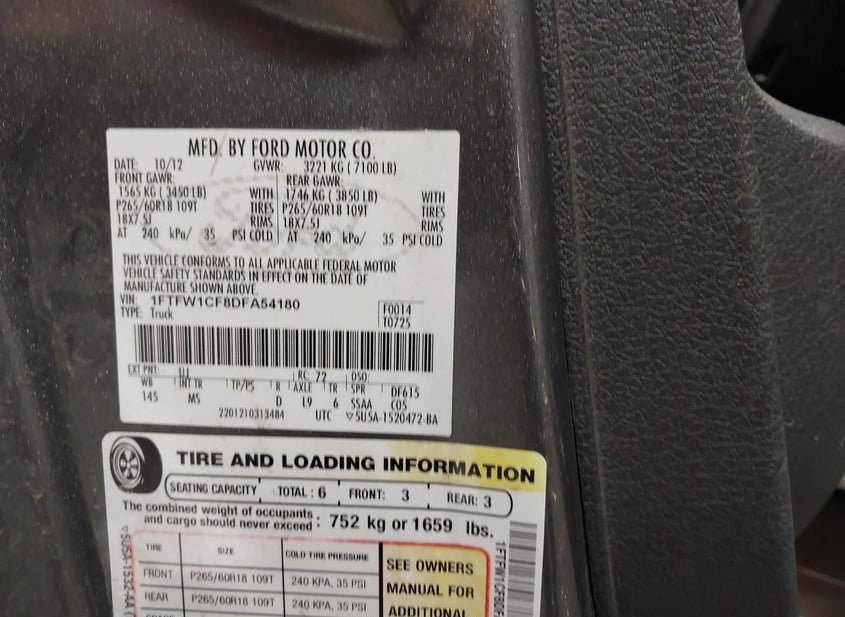 MFD. BY FORD MOTOR CO.
DATE: 10/12 GVWR: 3221 KG ( 7100 LB)
FRONT GAWR: REAR GAWR:
1565 KG ( 3450 LB) WITH 1746 KG ( 3850 LB) WITH
P265/60R18 109T TIRES P265/60R18 109T TIRES
18X7.5J RIMS 18X7.5J RIMS
AT 240 kPa/ 35 PSI COLD AT 240 kPa/ 35 PSI COLD
THIS VEHICLE CONFORMS TO ALL APPLICABLE FEDERAL MOTOR
VEHICLE SAFETY STANDARDS IN EFFECT ON THE DATE OF
MANUFACTURE SHOWN ABOVE.
VIN: 1FTFW1CF8DFA54180
TYPE: Truck
F0014
T0725
EXT PNT: UJ RC: 72 DSO:
WB INT TR TP/PS R AXLE TR SPR DF615
145 MS D L9 6 SSAA C05
2201210313484 UTC ▽5U5A-1520472-BA
TIRE AND LOADING INFORMATION
SEATING CAPACITY TOTAL : 6 FRONT: 3 REAR: 3
The combined weight of occupants
and cargo should never exceed : 752 kg or 1659 lbs.
TIRE SIZE COLD TIRE PRESSURE
FRONT P265/60R18 109T 240 KPA, 35 PSI
REAR P265/60R18 109T 240 KPA, 35 PSI
SEE OWNERS
MANUAL FOR
ADDITIONAL